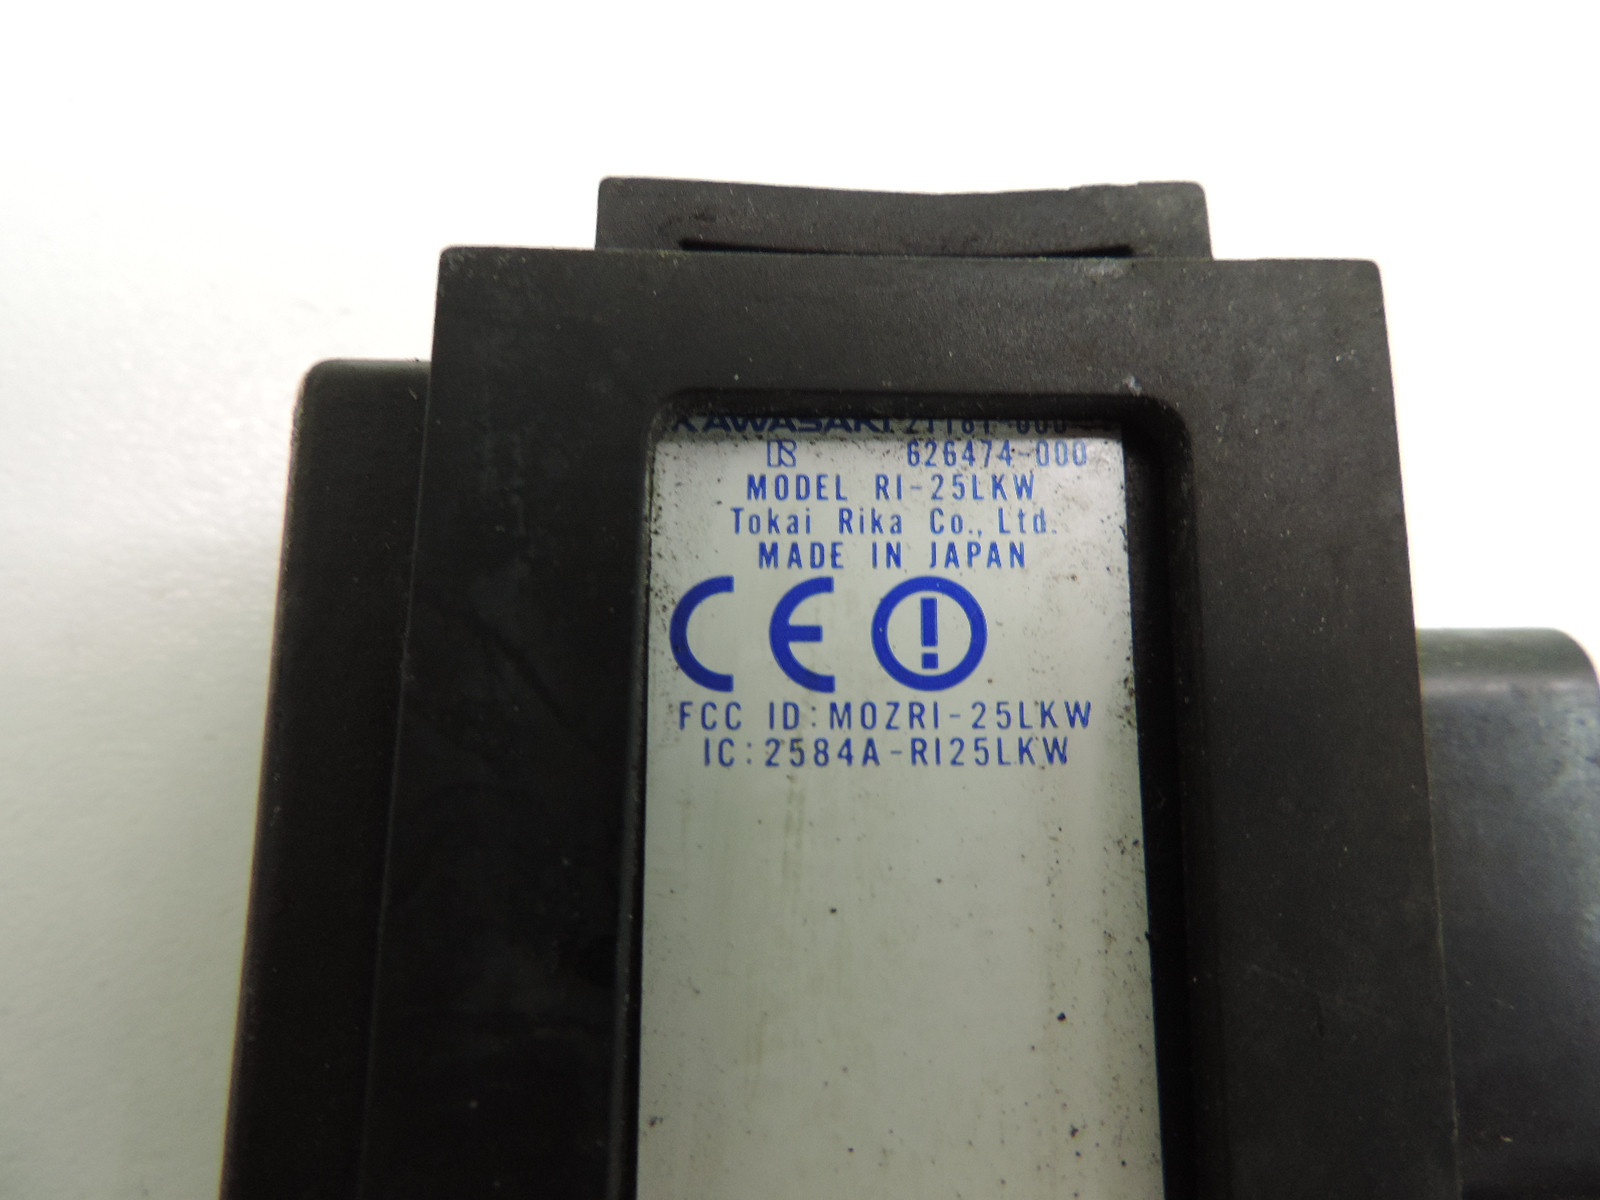 KAWASAKI
626474-000
MODEL RI-25LKW
Tokai Rika Co., Ltd.
MADE IN JAPAN
CE
FCC ID:MOZRI-25LKW
IC:2584A-RI25LKW